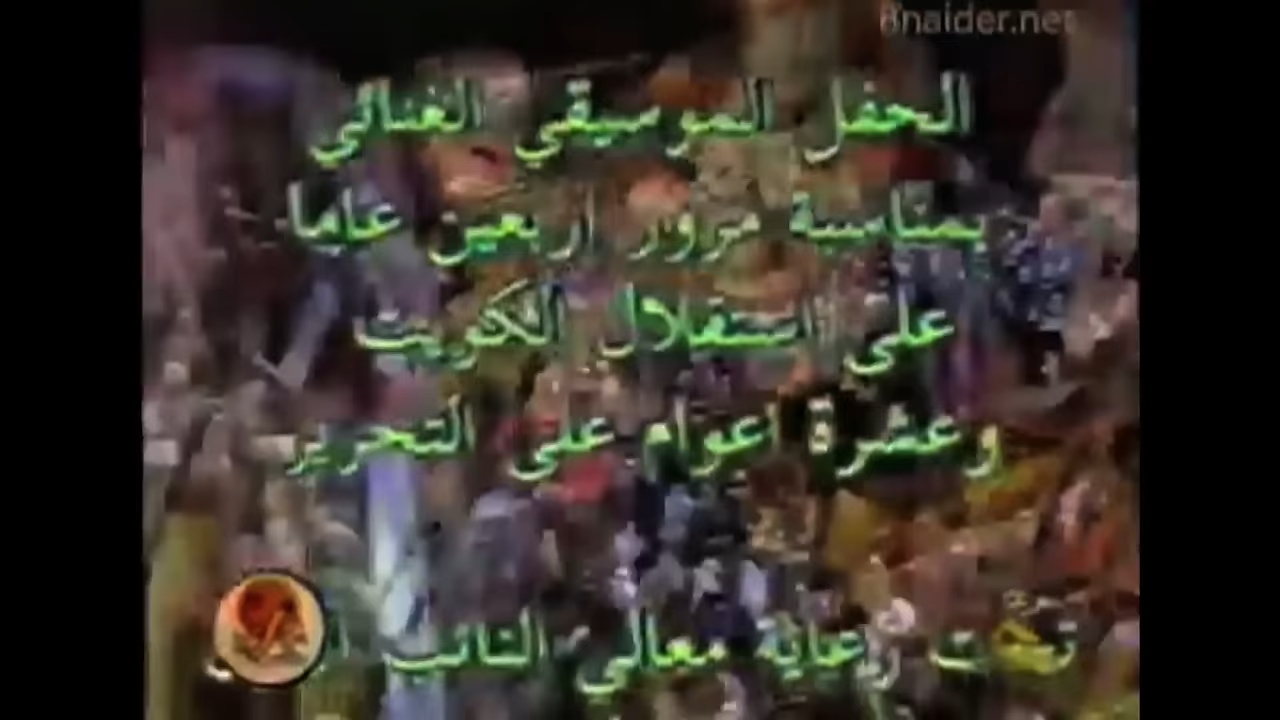 8naider.net
الحفل الموسيقي الغنائي
بمناسبة مرور اربعين عاما
على استقلال الكويت
وعشرة اعوام على التحرير
تحت رعاية معالي النائب